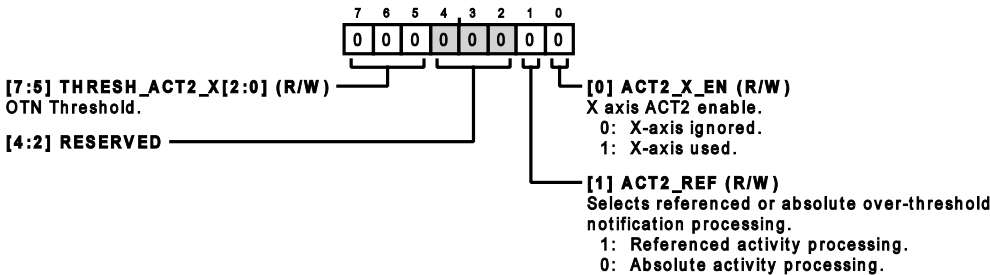 7 6 5 4 3 2 1 0
0 0 0 0 0 0 0 0
[7:5] THRESH_ACT2_X[2:0] (R/W)
OTN Threshold.
[4:2] RESERVED
[0] ACT2_X_EN (R/W)
X axis ACT2 enable.
0: X-axis ignored.
1: X-axis used.
[1] ACT2_REF (R/W)
Selects referenced or absolute over-threshold
notification processing.
1: Referenced activity processing.
0: Absolute activity processing.